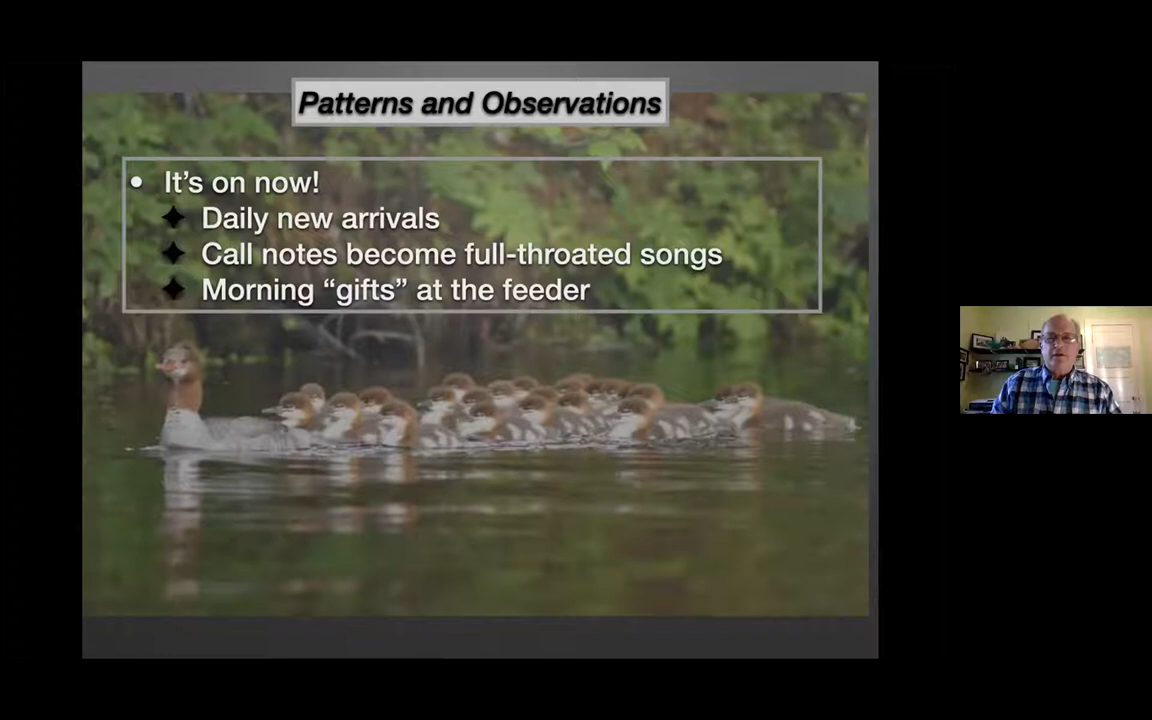 Patterns and Observations
• It's on now!
✦ Daily new arrivals
✦ Call notes become full-throated songs
✦ Morning “gifts” at the feeder